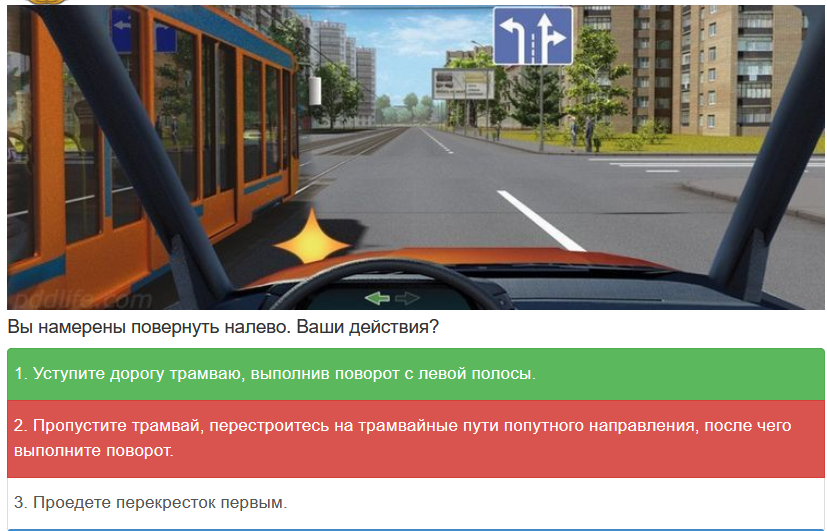 pddlife.com
Вы намерены повернуть налево. Ваши действия?
1. Уступите дорогу трамваю, выполнив поворот с левой полосы.
2. Пропустите трамвай, перестроитесь на трамвайные пути попутного направления, после чего
выполните поворот.
3. Проедете перекресток первым.